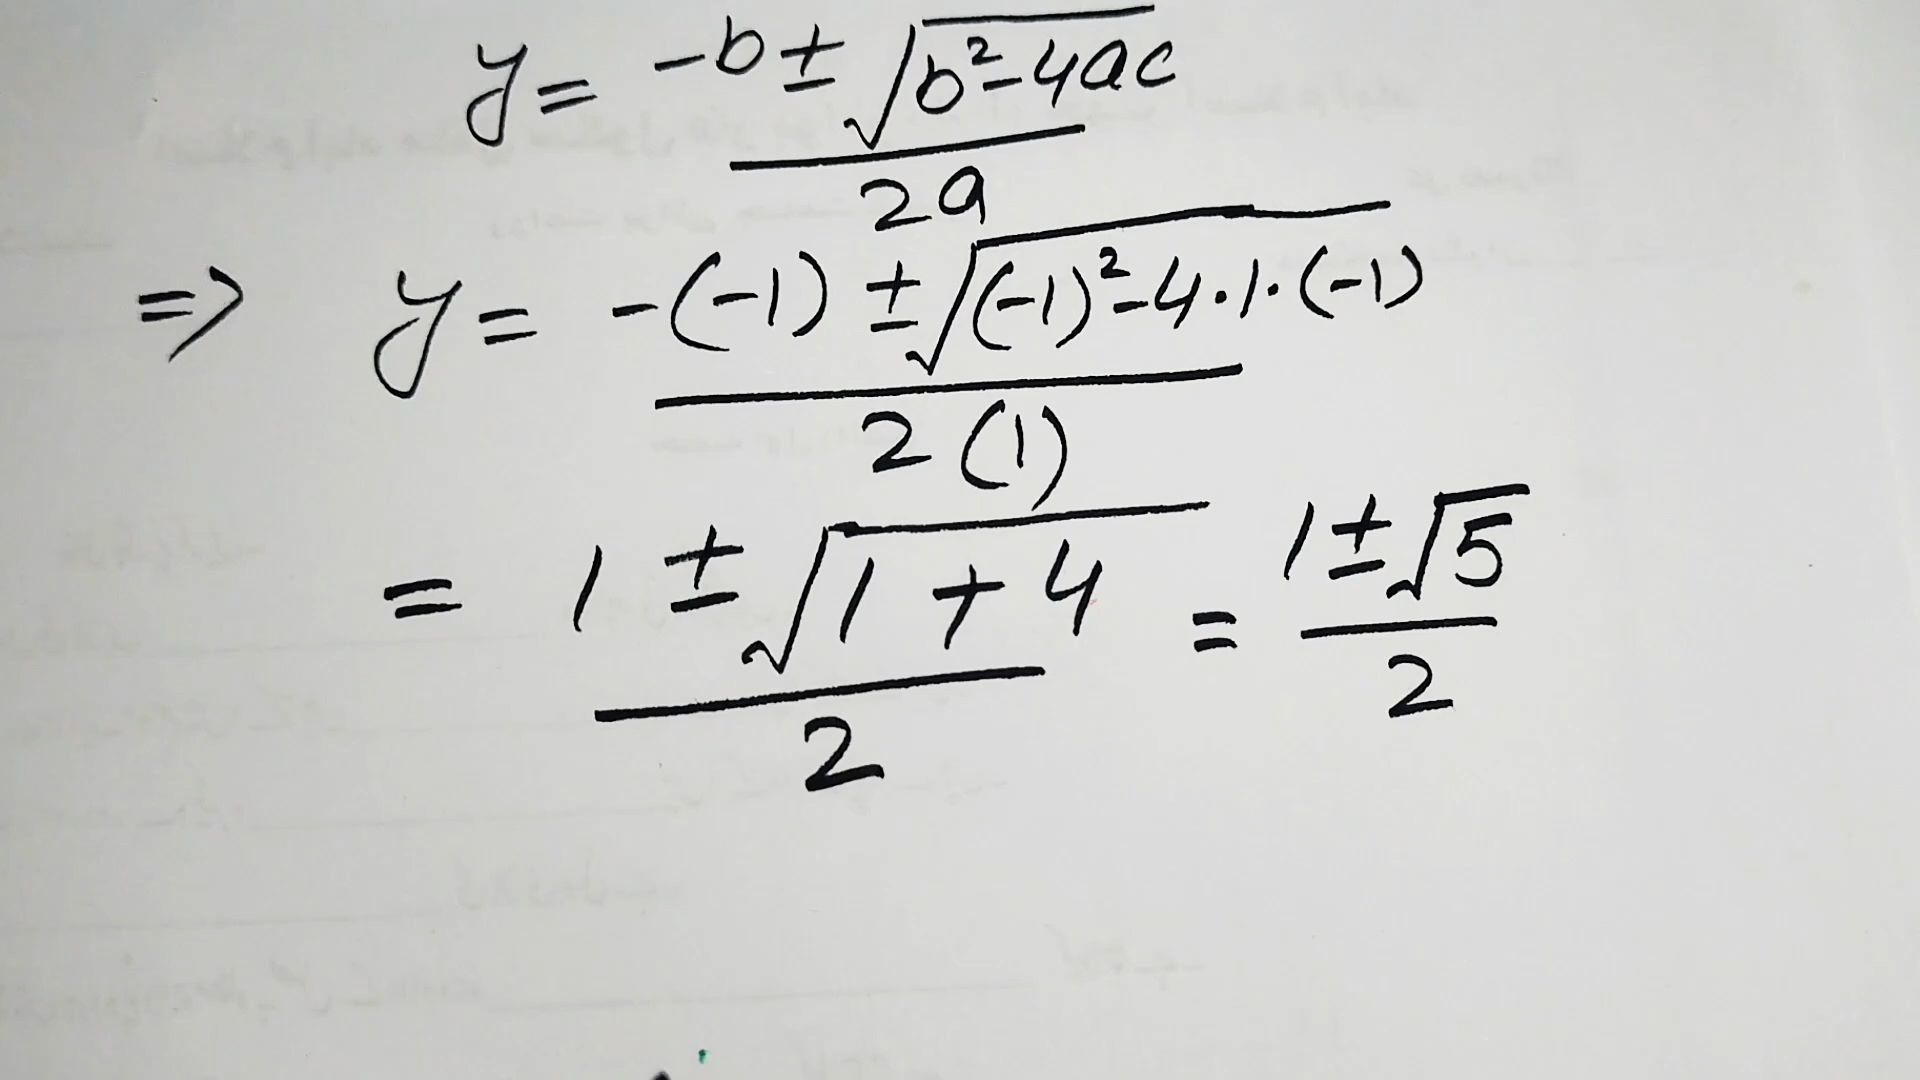 y = -b ± √(b² - 4ac) / 2a
=> y = -(-1) ± √((-1)² - 4·1·(-1)) / 2(1)
= 1 ± √(1 + 4) / 2 = 1 ± √5 / 2